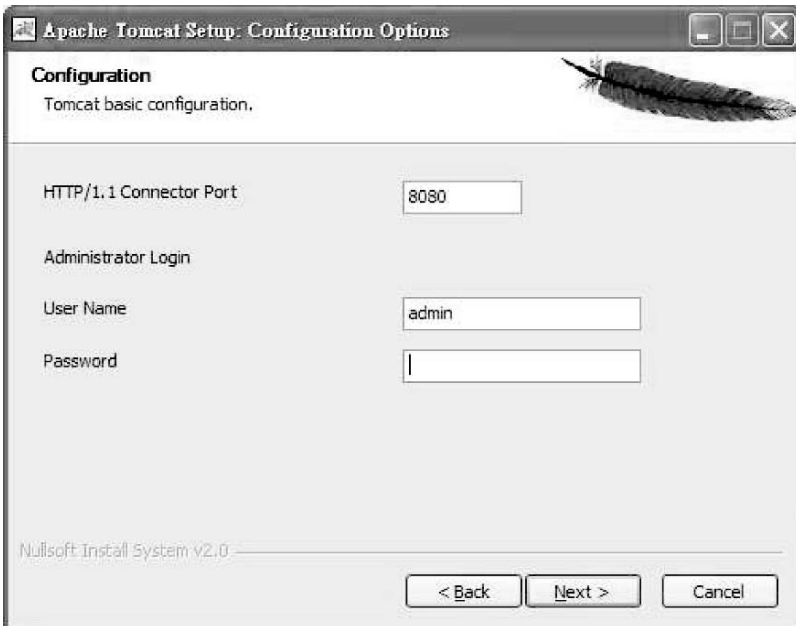 Apache Tomcat Setup: Configuration Options
Configuration
Tomcat basic configuration.
HTTP/1.1 Connector Port
8080
Administrator Login
User Name
admin
Password
Nullsoft Install System v2.0
< Back
Next >
Cancel